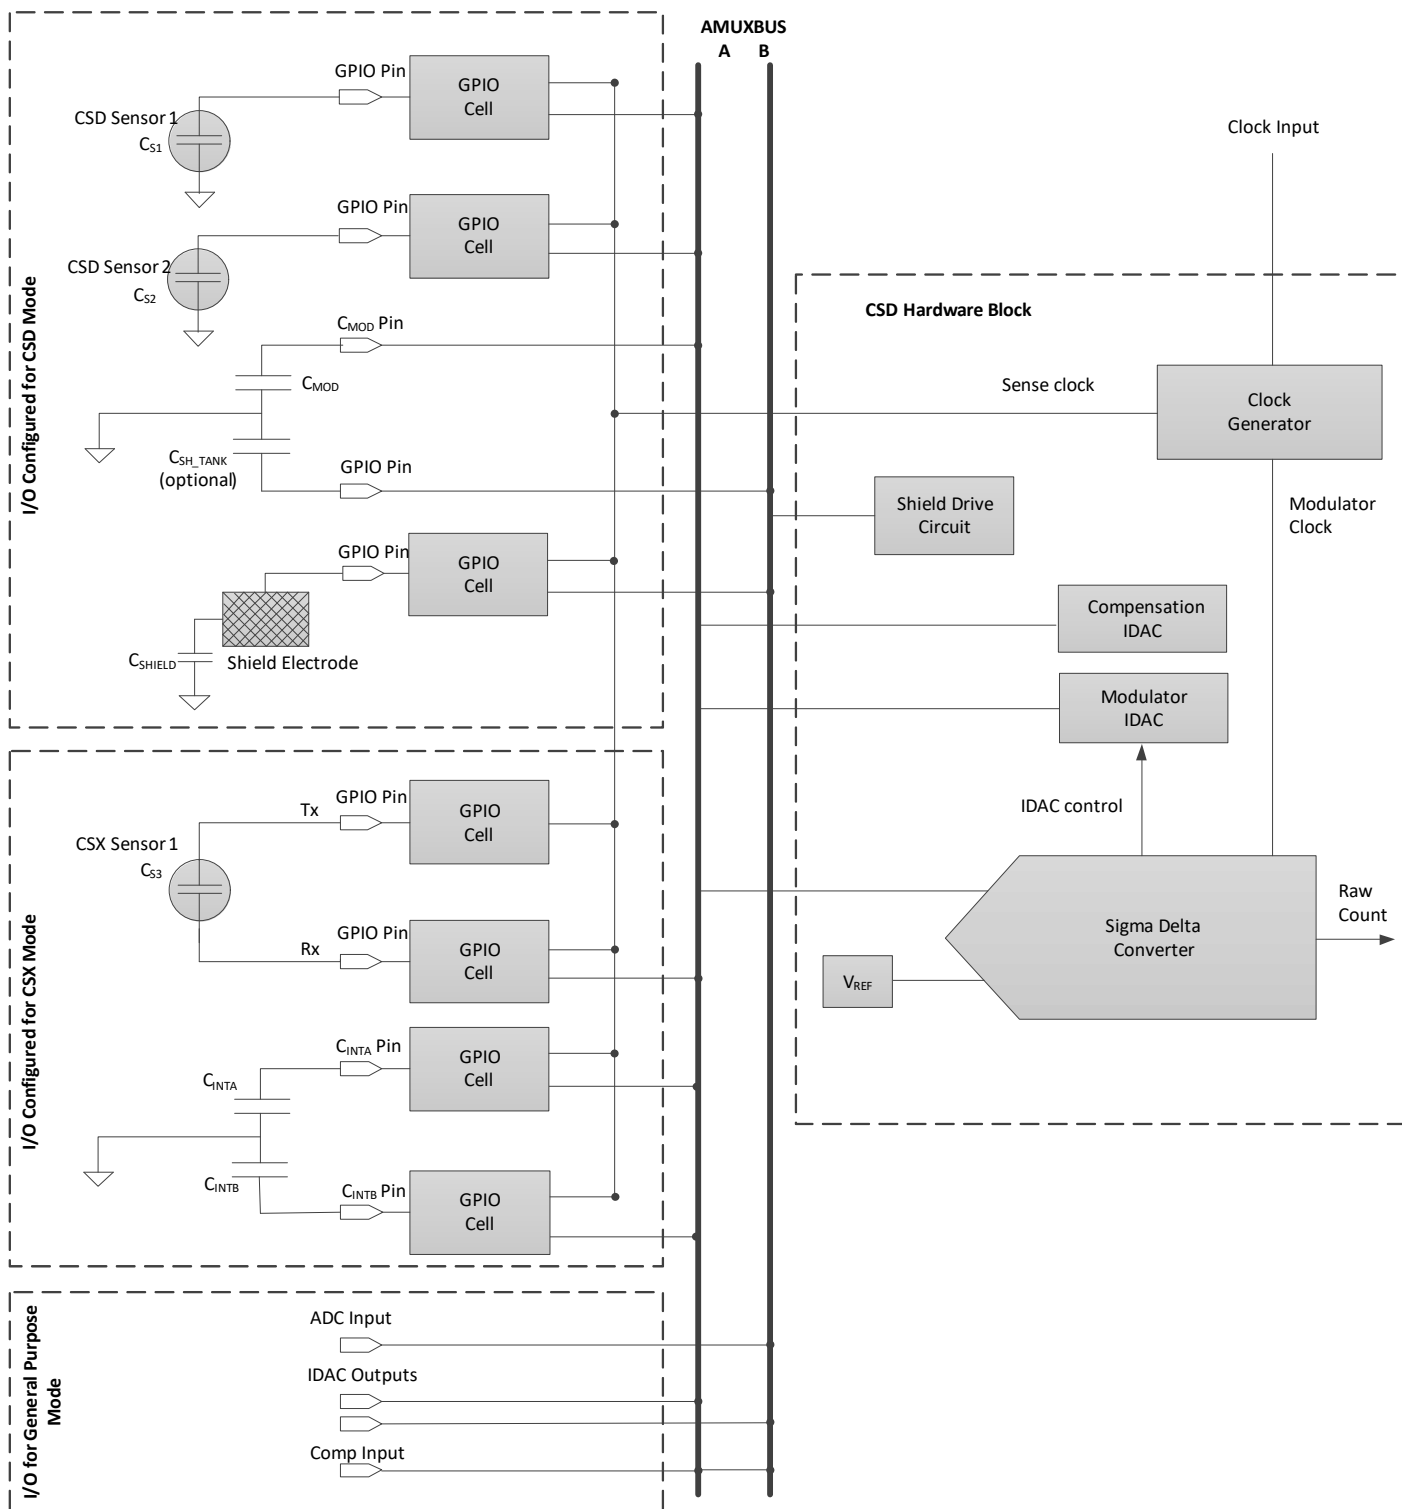 AMUXBUS
A B
I/O Configured for CSD Mode
GPIO Pin
GPIO
Cell
CSD Sensor 1
CS1
GPIO Pin
GPIO
Cell
CSD Sensor 2
CS2
CMOD Pin
CMOD
CSH_TANK
(optional)
GPIO Pin
GPIO Pin
GPIO
Cell
CSHIELD
Shield Electrode
I/O Configured for CSX Mode
GPIO Pin
Tx
GPIO
Cell
CSX Sensor 1
CS3
GPIO Pin
Rx
GPIO
Cell
CINTA Pin
GPIO
Cell
CINTA
CINTB
CINTB Pin
GPIO
Cell
I/O for General Purpose
Mode
ADC Input
IDAC Outputs
Comp Input
Clock Input
CSD Hardware Block
Sense clock
Clock
Generator
Shield Drive
Circuit
Modulator
Clock
Compensation
IDAC
Modulator
IDAC
IDAC control
Sigma Delta
Converter
Raw
Count
VREF